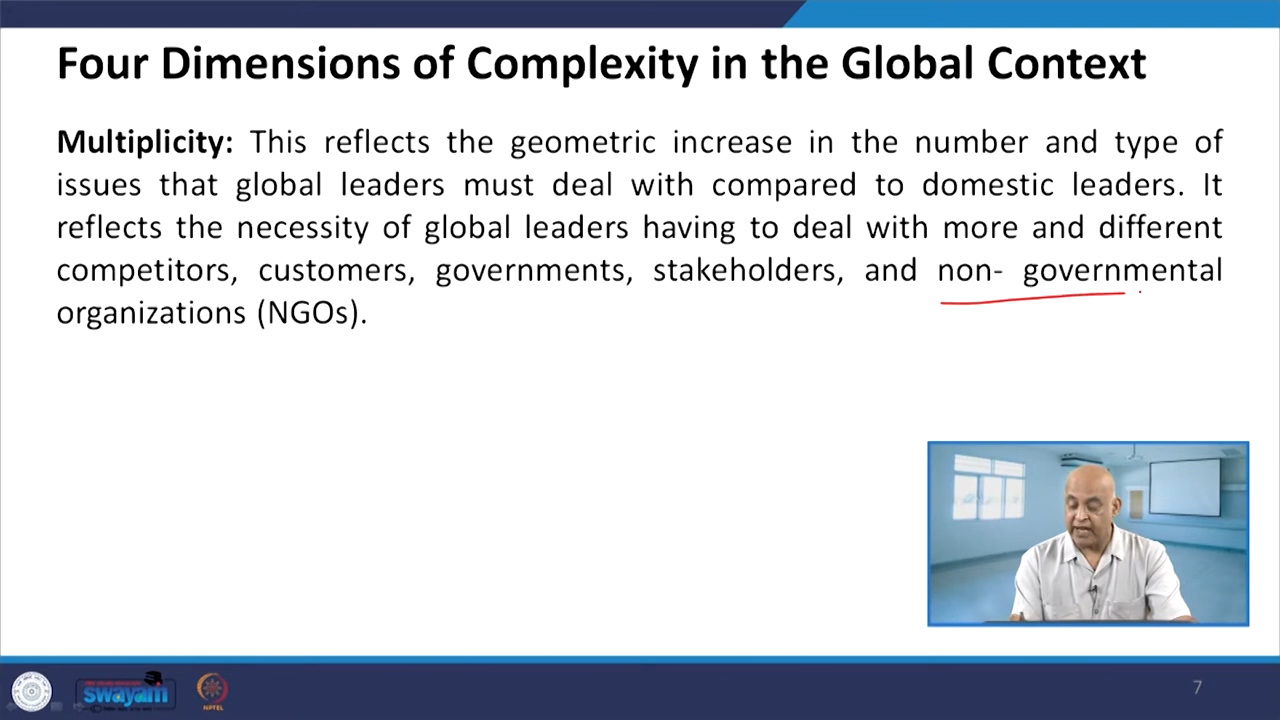 Four Dimensions of Complexity in the Global Context
Multiplicity: This reflects the geometric increase in the number and type of
issues that global leaders must deal with compared to domestic leaders. It
reflects the necessity of global leaders having to deal with more and different
competitors, customers, governments, stakeholders, and non- governmental
organizations (NGOs).
swayam
NPTEL
7